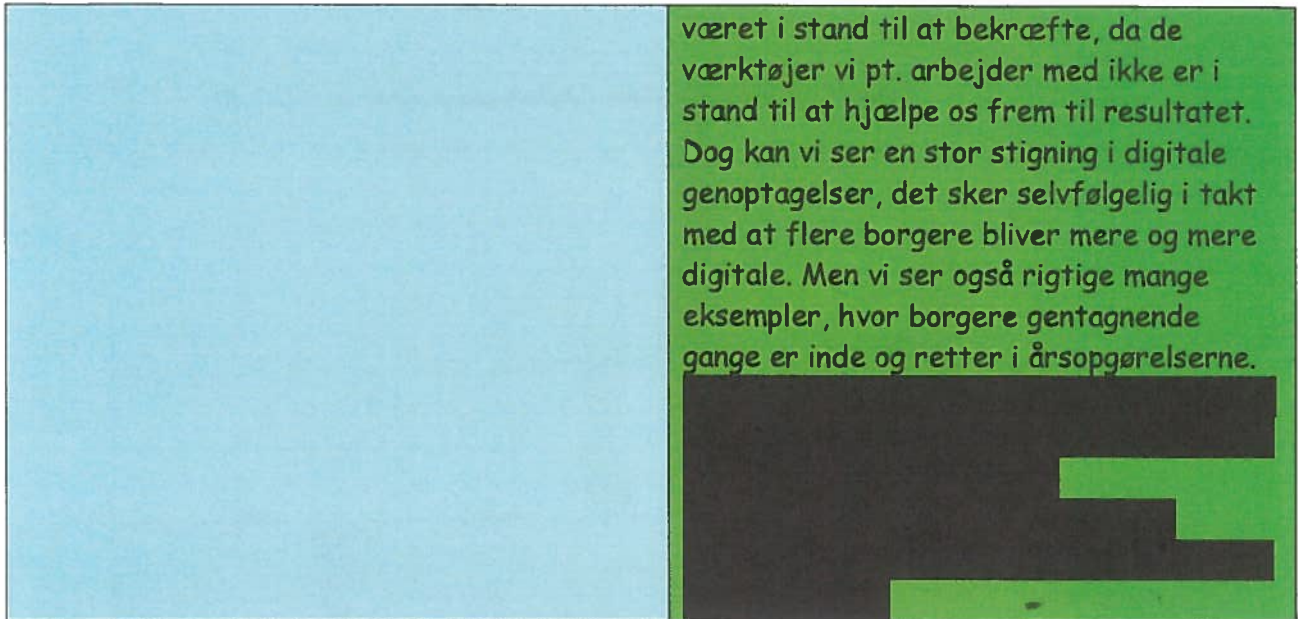 været i stand til at bekræfte, da de
værktøjer vi pt. arbejder med ikke er i
stand til at hjælpe os frem til resultatet.
Dog kan vi ser en stor stigning i digitale
genoptagelser, det sker selvfølgelig i takt
med at flere borgere bliver mere og mere
digitale. Men vi ser også rigtige mange
eksempler, hvor borgere gentagnende
gange er inde og retter i årsopgørelserne.